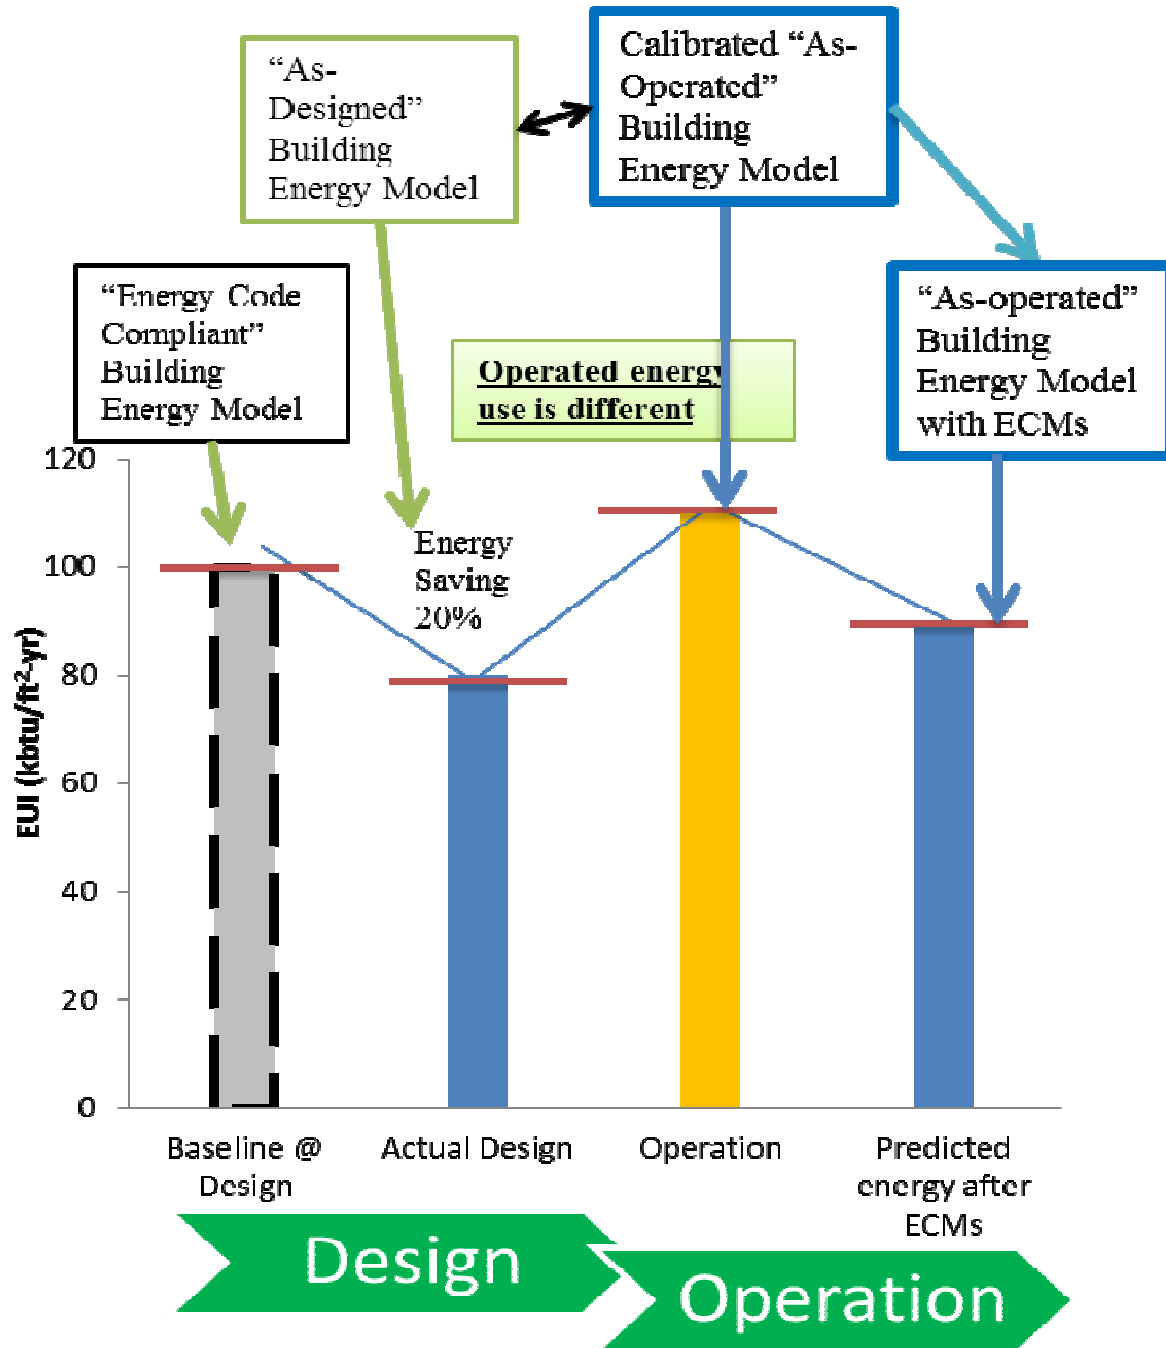 “As-
Designed”
Building
Energy Model
Calibrated “As-
Operated”
Building
Energy Model
“Energy Code
Compliant”
Building
Energy Model
“As-operated”
Building
Energy Model
with ECMs
Operated energy
use is different
Energy
Saving
20%
EUI (kbtu/ft²-yr)
120
100
80
60
40
20
0
Baseline @
Design
Actual Design
Operation
Predicted
energy after
ECMs
Design
Operation